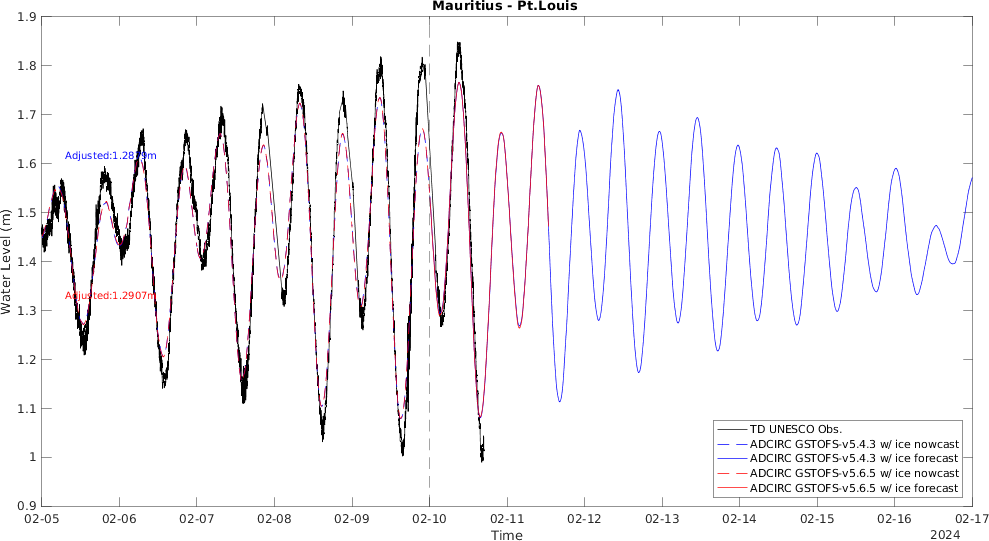 Mauritius - Pt.Louis
Water Level (m)
1.9
1.8
1.7
1.6
1.5
1.4
1.3
1.2
1.1
1
0.9
Adjusted:1.2879m
Adjusted:1.2907m
TD UNESCO Obs.
ADCIRC GSTOFS-v5.4.3 w/ ice nowcast
ADCIRC GSTOFS-v5.4.3 w/ ice forecast
ADCIRC GSTOFS-v5.6.5 w/ ice nowcast
ADCIRC GSTOFS-v5.6.5 w/ ice forecast
02-05 02-06 02-07 02-08 02-09 02-10 02-11 02-12 02-13 02-14 02-15 02-16 02-17
Time
2024